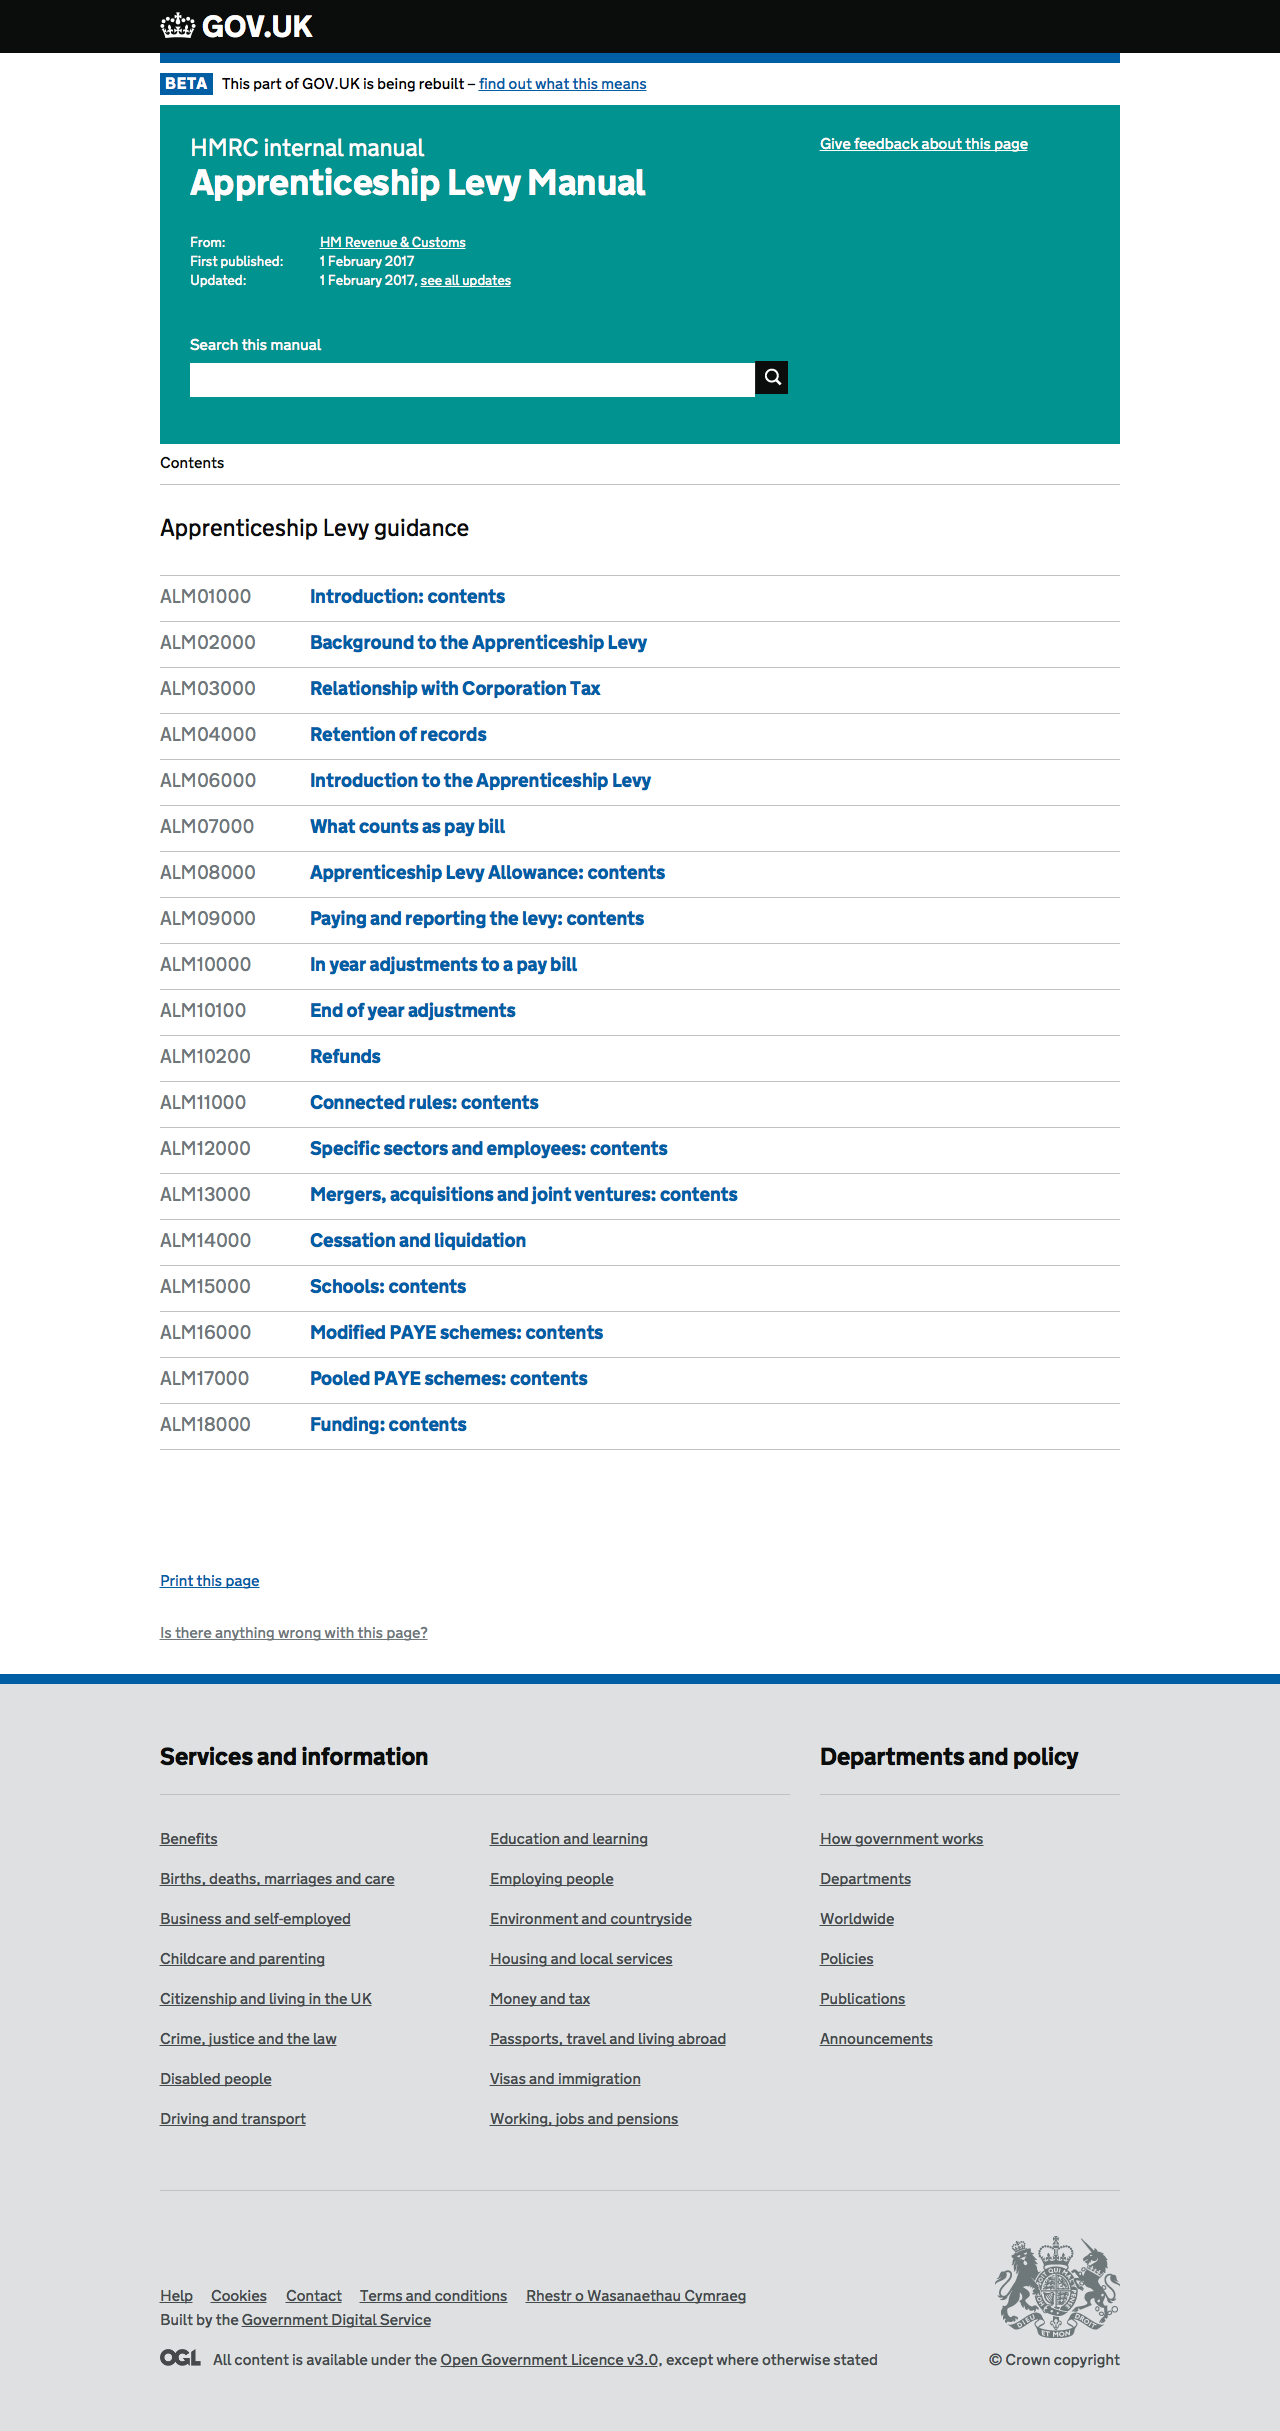 GOV.UK
BETA This part of GOV.UK is being rebuilt – find out what this means
HMRC internal manual
Apprenticeship Levy Manual
Give feedback about this page
From: HM Revenue & Customs
First published: 1 February 2017
Updated: 1 February 2017, see all updates
Search this manual
Contents
Apprenticeship Levy guidance
ALM01000 Introduction: contents
ALM02000 Background to the Apprenticeship Levy
ALM03000 Relationship with Corporation Tax
ALM04000 Retention of records
ALM06000 Introduction to the Apprenticeship Levy
ALM07000 What counts as pay bill
ALM08000 Apprenticeship Levy Allowance: contents
ALM09000 Paying and reporting the levy: contents
ALM10000 In year adjustments to a pay bill
ALM10100 End of year adjustments
ALM10200 Refunds
ALM11000 Connected rules: contents
ALM12000 Specific sectors and employees: contents
ALM13000 Mergers, acquisitions and joint ventures: contents
ALM14000 Cessation and liquidation
ALM15000 Schools: contents
ALM16000 Modified PAYE schemes: contents
ALM17000 Pooled PAYE schemes: contents
ALM18000 Funding: contents
Print this page
Is there anything wrong with this page?
Services and information
Benefits
Births, deaths, marriages and care
Business and self-employed
Childcare and parenting
Citizenship and living in the UK
Crime, justice and the law
Disabled people
Driving and transport
Education and learning
Employing people
Environment and countryside
Housing and local services
Money and tax
Passports, travel and living abroad
Visas and immigration
Working, jobs and pensions
Departments and policy
How government works
Departments
Worldwide
Policies
Publications
Announcements
Help Cookies Contact Terms and conditions Rhestr o Wasanaethau Cymraeg
Built by the Government Digital Service
OGL All content is available under the Open Government Licence v3.0, except where otherwise stated
DIEU ET MON DROIT
© Crown copyright